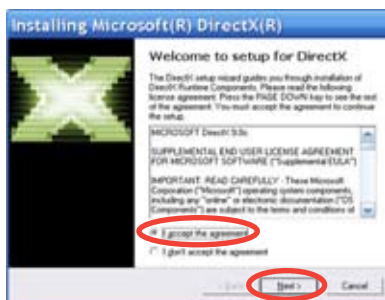 Installing Microsoft(R) DirectX(R)
Welcome to setup for DirectX
The DirectX setup wizard guides you through installation of
DirectX Runtime Components. Please read the following
license agreement. Press the PAGE DOWN key to see the rest
of the agreement. You must accept the agreement to continue
the setup.
MICROSOFT DirectX 9.0c
SUPPLEMENTAL END USER LICENSE AGREEMENT
FOR MICROSOFT SOFTWARE ("Supplemental EULA")
IMPORTANT: READ CAREFULLY - These Microsoft
Corporation ("Microsoft") operating system components,
including any "online" or electronic documentation ("OS
Components") are subject to the terms and conditions of
I accept the agreement
I don't accept the agreement
Next >
Cancel